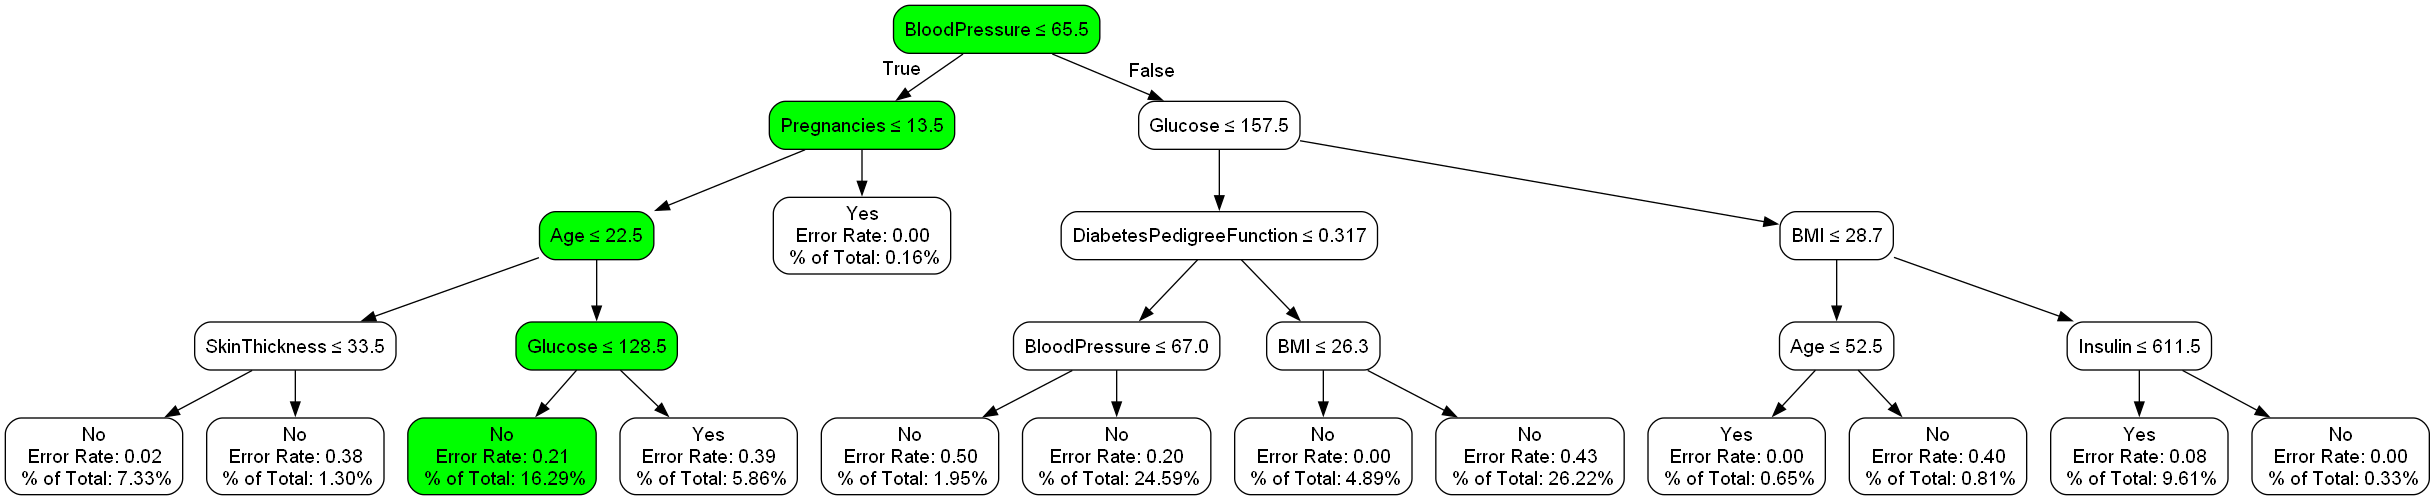 BloodPressure ≤ 65.5
True
False
Pregnancies ≤ 13.5
Glucose ≤ 157.5
Age ≤ 22.5
Yes
Error Rate: 0.00
% of Total: 0.16%
DiabetesPedigreeFunction ≤ 0.317
BMI ≤ 28.7
SkinThickness ≤ 33.5
Glucose ≤ 128.5
BloodPressure ≤ 67.0
BMI ≤ 26.3
Age ≤ 52.5
Insulin ≤ 611.5
No
Error Rate: 0.02
% of Total: 7.33%
No
Error Rate: 0.38
% of Total: 1.30%
No
Error Rate: 0.21
% of Total: 16.29%
Yes
Error Rate: 0.39
% of Total: 5.86%
No
Error Rate: 0.50
% of Total: 1.95%
No
Error Rate: 0.20
% of Total: 24.59%
No
Error Rate: 0.00
% of Total: 4.89%
No
Error Rate: 0.43
% of Total: 26.22%
Yes
Error Rate: 0.00
% of Total: 0.65%
No
Error Rate: 0.40
% of Total: 0.81%
Yes
Error Rate: 0.08
% of Total: 9.61%
No
Error Rate: 0.00
% of Total: 0.33%